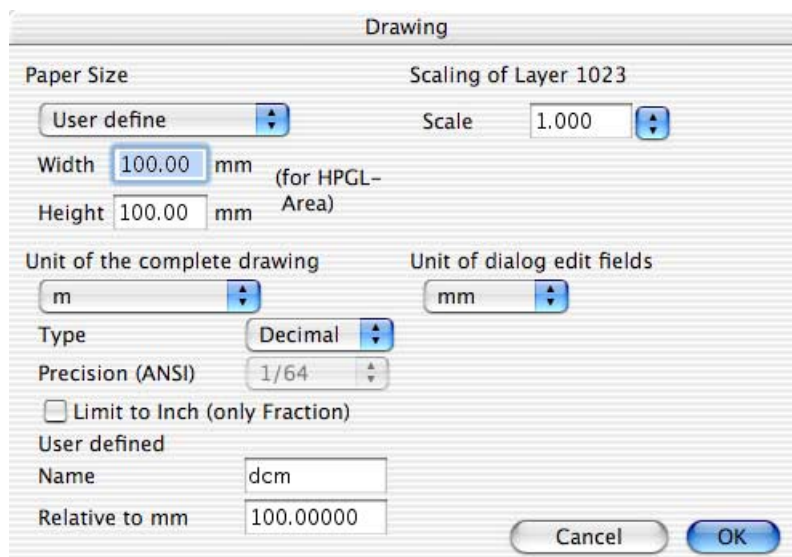 Drawing
Paper Size
Scaling of Layer 1023
User define
Scale 1.000
Width 100.00 mm
(for HPGL-
Area)
Height 100.00 mm
Unit of the complete drawing
Unit of dialog edit fields
m
mm
Type Decimal
Precision (ANSI) 1/64
Limit to Inch (only Fraction)
User defined
Name dcm
Relative to mm 100.00000
Cancel OK